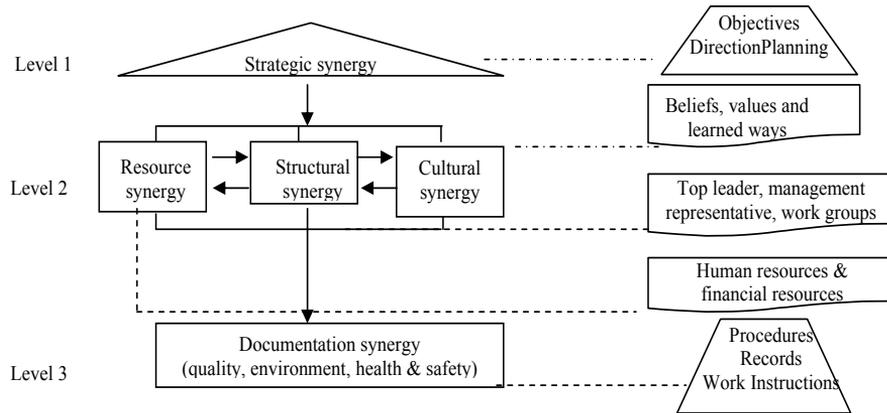 Level 1
Strategic synergy
Objectives
DirectionPlanning
Beliefs, values and
learned ways
Level 2
Resource
synergy
Structural
synergy
Cultural
synergy
Top leader, management
representative, work groups
Human resources &
financial resources
Level 3
Documentation synergy
(quality, environment, health & safety)
Procedures
Records
Work Instructions